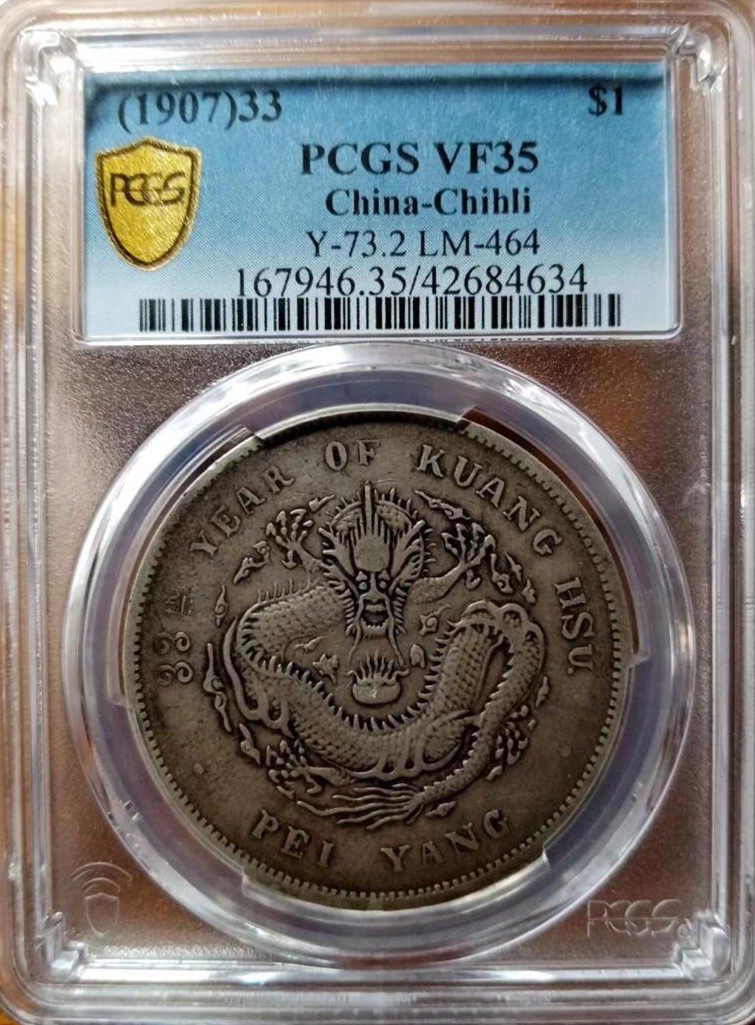 (1907)33 $1
PCGS VF35
China-Chihli
Y-73.2 LM-464
167946.35/42684634
PCGS
33rd YEAR OF KUANG HSU.
PEI YANG
PCGS